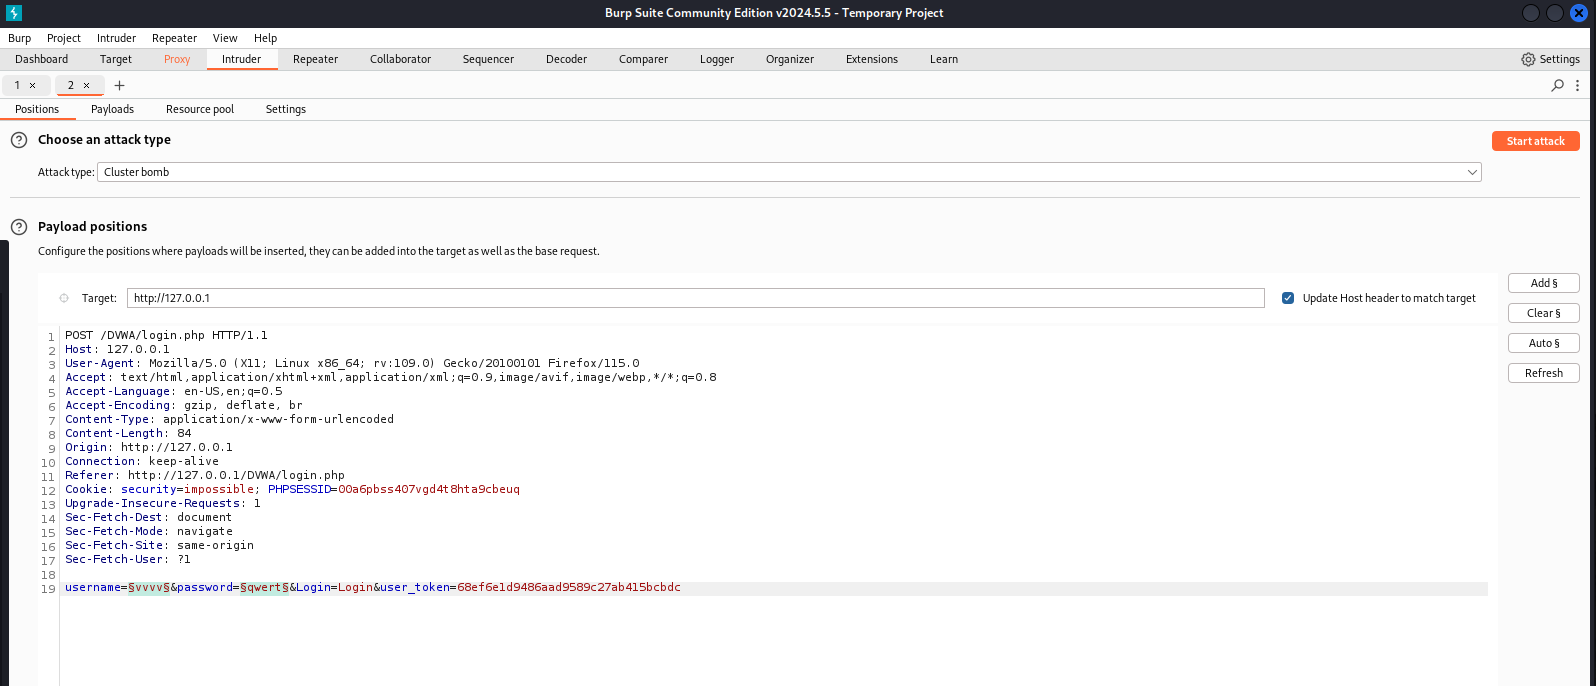 Burp Suite Community Edition v2024.5.5 - Temporary Project
Burp Project Intruder Repeater View Help
Dashboard Target Proxy Intruder Repeater Collaborator Sequencer Decoder Comparer Logger Organizer Extensions Learn Settings
1 × 2 × +
Positions Payloads Resource pool Settings
? Choose an attack type Start attack
Attack type: Cluster bomb
? Payload positions
Configure the positions where payloads will be inserted, they can be added into the target as well as the base request.
Target: http://127.0.0.1 Update Host header to match target
Add §
Clear §
Auto §
Refresh
1 POST /DVWA/login.php HTTP/1.1
2 Host: 127.0.0.1
3 User-Agent: Mozilla/5.0 (X11; Linux x86_64; rv:109.0) Gecko/20100101 Firefox/115.0
4 Accept: text/html,application/xhtml+xml,application/xml;q=0.9,image/avif,image/webp,*/*;q=0.8
5 Accept-Language: en-US,en;q=0.5
6 Accept-Encoding: gzip, deflate, br
7 Content-Type: application/x-www-form-urlencoded
8 Content-Length: 84
9 Origin: http://127.0.0.1
10 Connection: keep-alive
11 Referer: http://127.0.0.1/DVWA/login.php
12 Cookie: security=impossible; PHPSESSID=00a6pbss407vgd4t8hta9cbeuq
13 Upgrade-Insecure-Requests: 1
14 Sec-Fetch-Dest: document
15 Sec-Fetch-Mode: navigate
16 Sec-Fetch-Site: same-origin
17 Sec-Fetch-User: ?1
18
19 username=§vvvv§&password=§qwert§&Login=Login&user_token=68ef6e1d9486aad9589c27ab415bcbdc